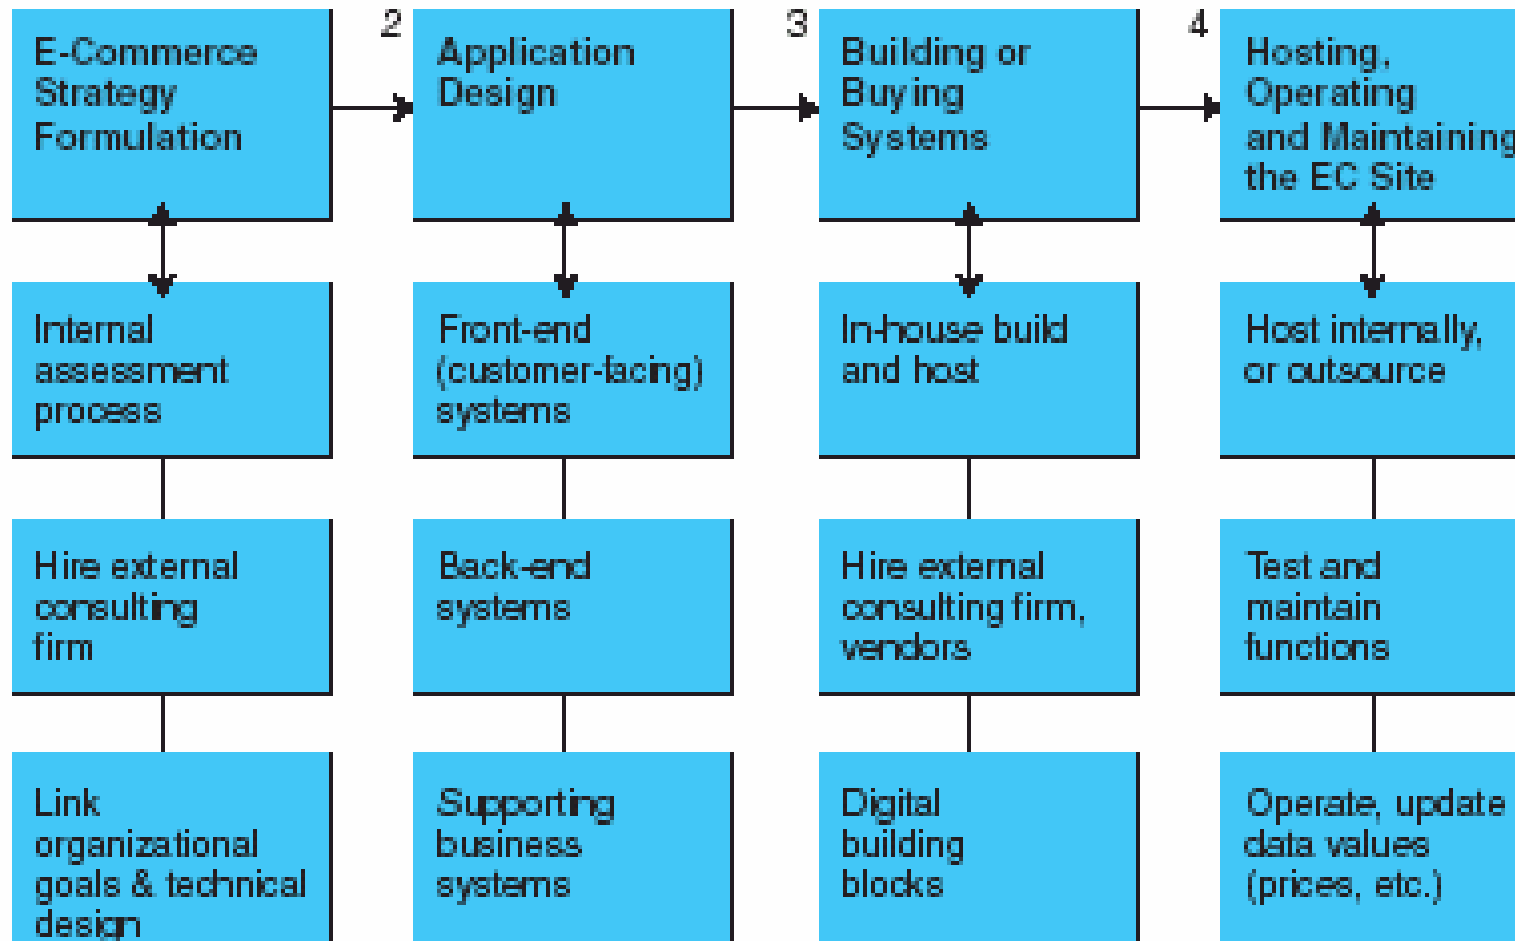 E-Commerce
Strategy
Formulation
2
Application
Design
3
Building or
Buying
Systems
4
Hosting,
Operating
and Maintaining
the EC Site
Internal
assessment
process
Front-end
(customer-facing)
systems
In-house build
and host
Host internally,
or outsource
Hire external
consulting
firm
Back-end
systems
Hire external
consulting firm,
vendors
Test and
maintain
functions
Link
organizational
goals & technical
design
Supporting
business
systems
Digital
building
blocks
Operate, update
data values
(prices, etc.)